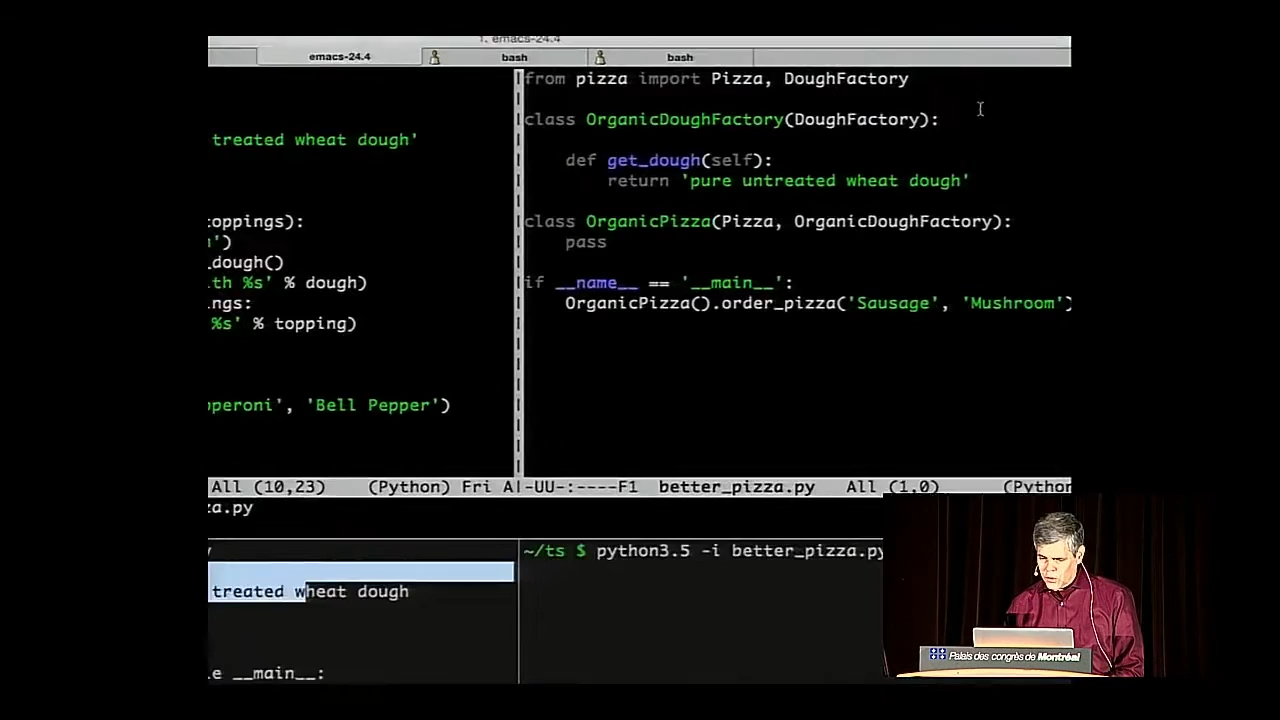 1. emacs-24.4
emacs-24.4
bash
bash
treated wheat dough'
oppings):
')
_dough()
th %s' % dough)
ngs:
%s' % topping)
peroni', 'Bell Pepper')
from pizza import Pizza, DoughFactory
class OrganicDoughFactory(DoughFactory):
def get_dough(self):
return 'pure untreated wheat dough'
class OrganicPizza(Pizza, OrganicDoughFactory):
pass
if __name__ == '__main__':
OrganicPizza().order_pizza('Sausage', 'Mushroom')
All (10,23) (Python) Fri A
-UU-:----F1 better_pizza.py All (1,0) (Python
za.py
treated wheat dough
e __main__:
~/ts $ python3.5 -i better_pizza.py
Palais des congrès de Montréal